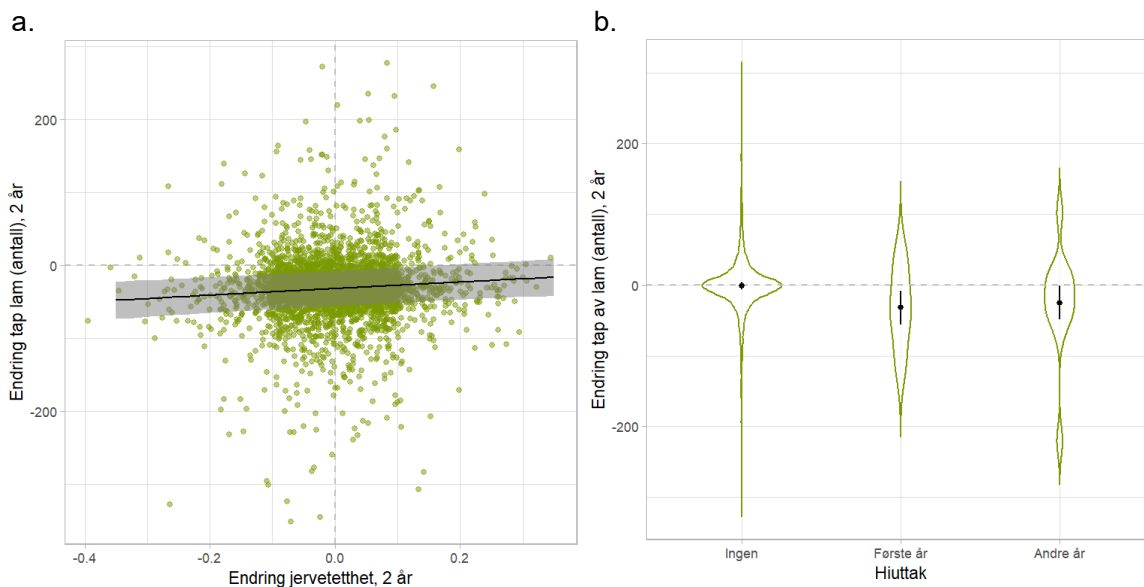 a.
Endring tap lam (antall), 2 år
200
0
-200
-0.4
-0.2
0.0
0.2
Endring jervetetthet, 2 år
b.
Endring tap av lam (antall), 2 år
200
0
-200
Ingen
Første år
Andre år
Hiuttak